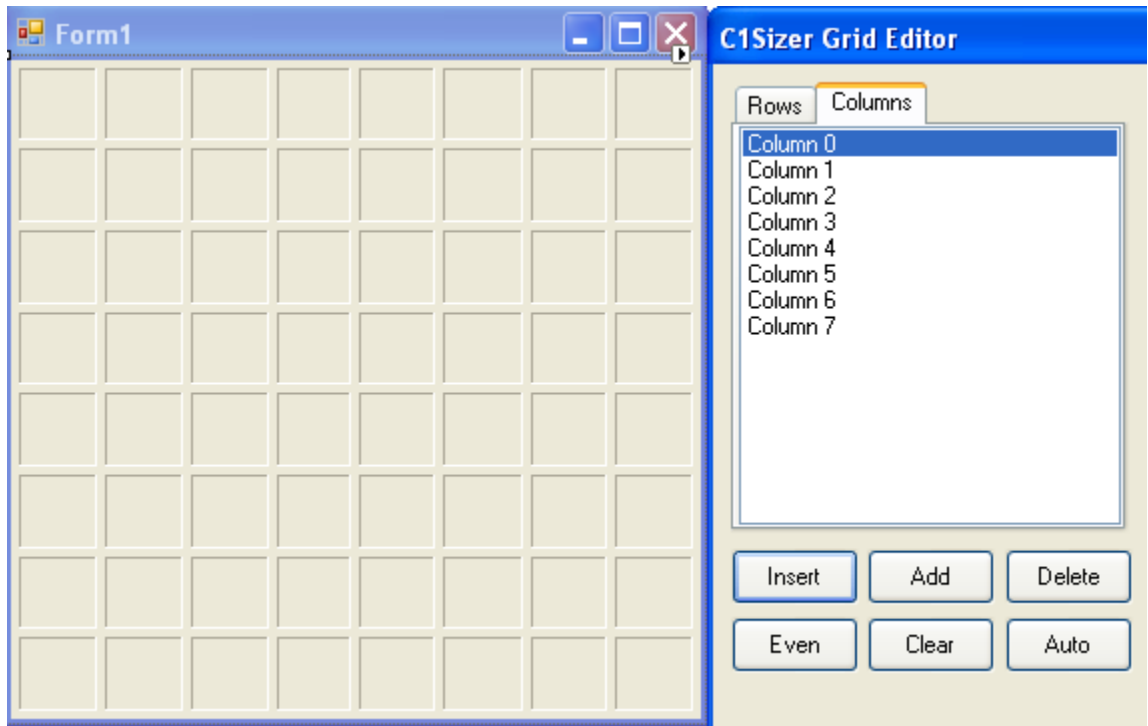 Form1
C1Sizer Grid Editor
Rows Columns
Column 0
Column 1
Column 2
Column 3
Column 4
Column 5
Column 6
Column 7
Insert Add Delete
Even Clear Auto